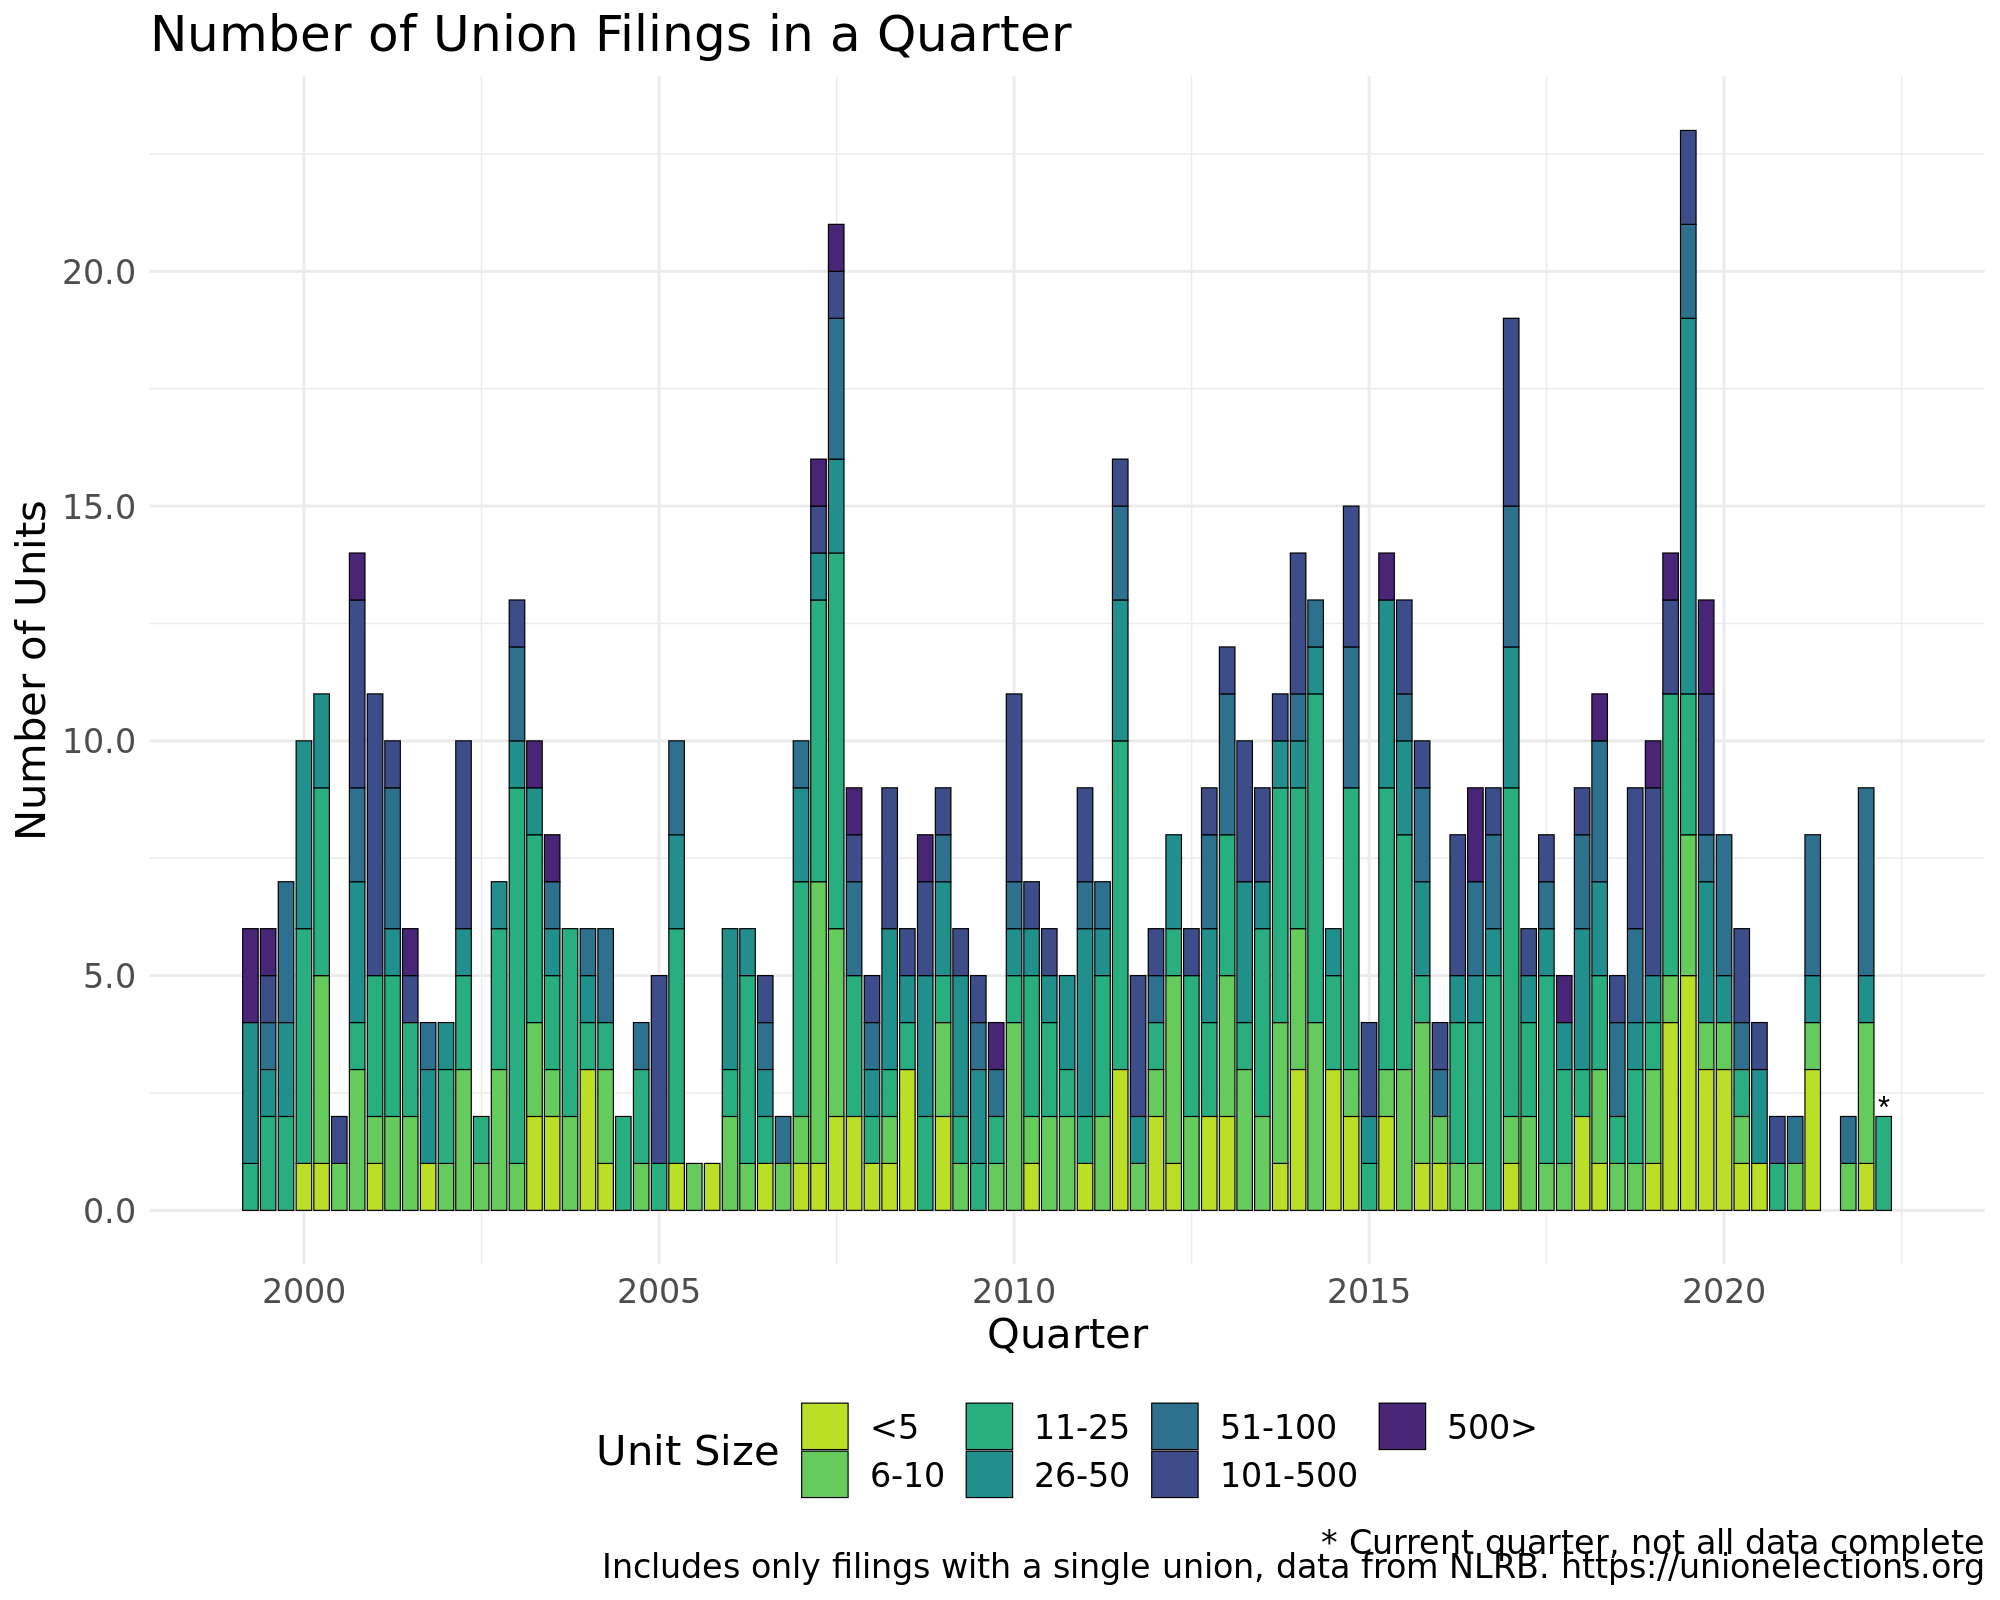 Number of Union Filings in a Quarter
Number of Units
20.0
15.0
10.0
5.0
0.0
*
2000 2005 2010 2015 2020
Quarter
Unit Size
<5 11-25 51-100 500>
6-10 26-50 101-500
* Current quarter, not all data complete
Includes only filings with a single union, data from NLRB. https://unionelections.org